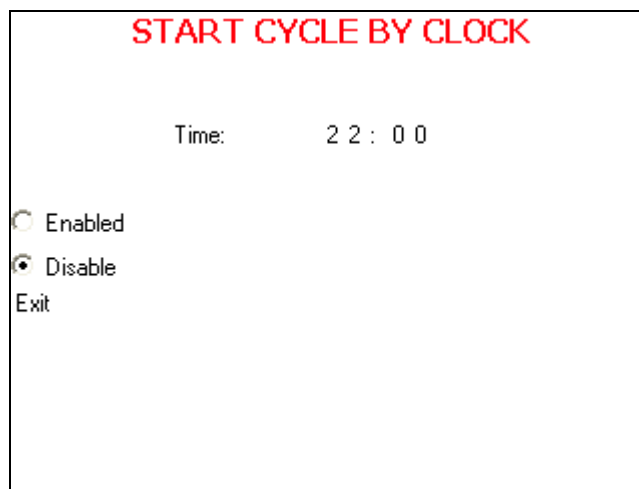 START CYCLE BY CLOCK
Time: 22:00
Enabled
Disable
Exit